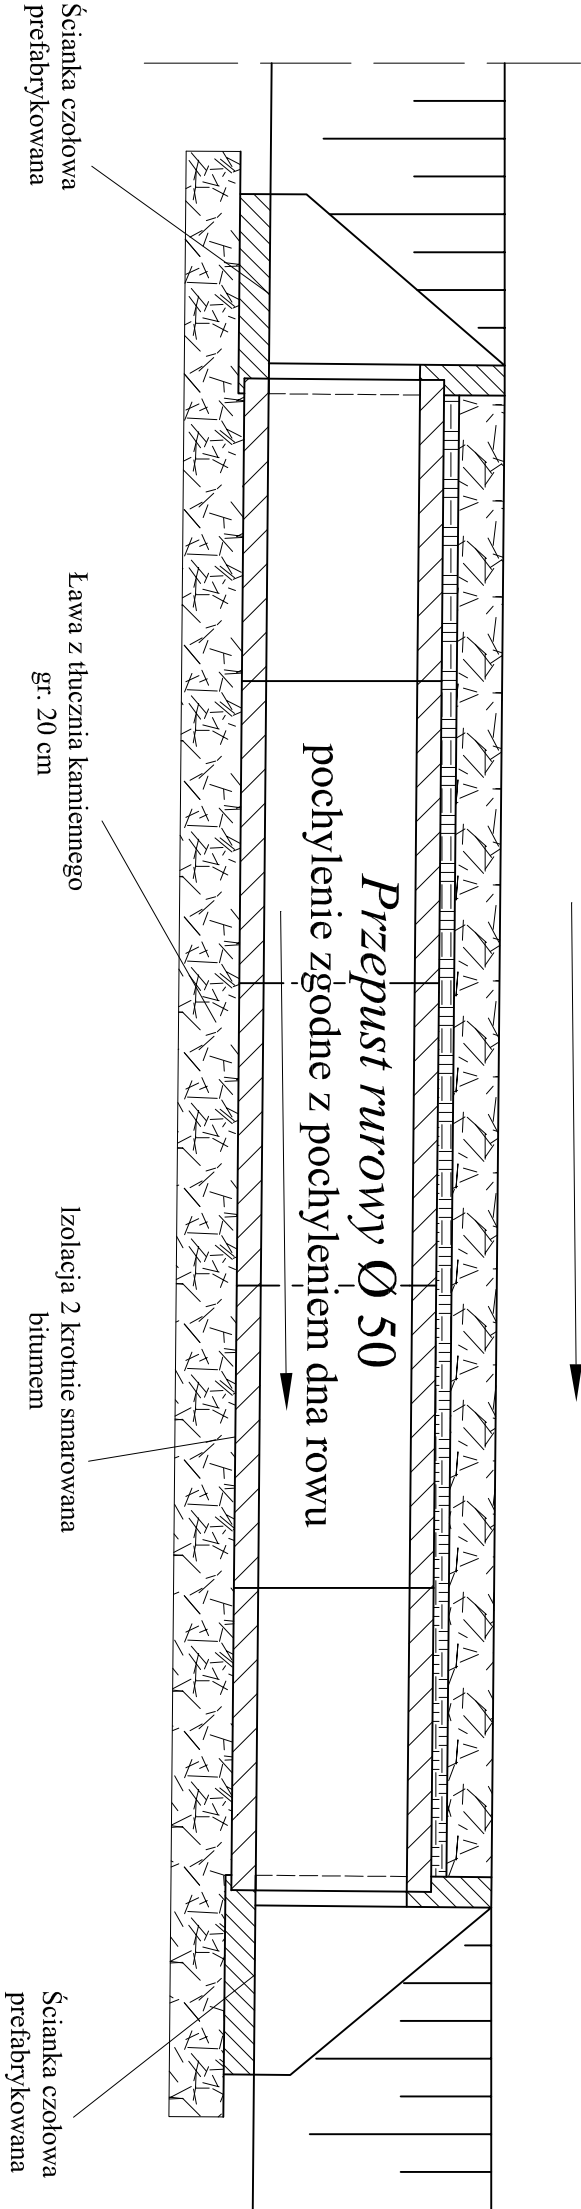 Ścianka czołowa
prefabrykowana
Przepust rurowy Ø 50
pochylenie zgodne z pochyleniem dna rowu
Ława z tłucznia kamiennego
gr. 20 cm
Izolacja 2 krotnie smarowana
bitumem
Ścianka czołowa
prefabrykowana